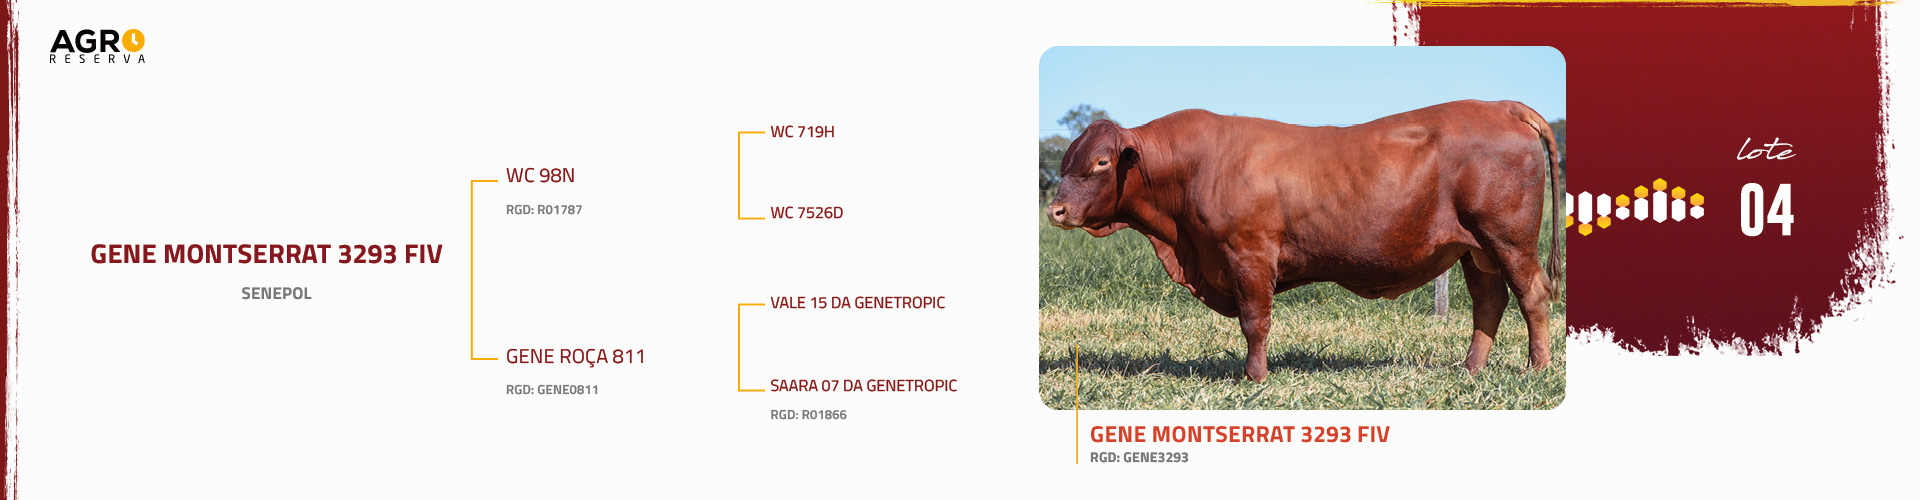 AGRO
RESERVA
GENE MONTSERRAT 3293 FIV
SENEPOL
WC 98N
RGD: R01787
GENE ROÇA 811
RGD: GENE0811
WC 719H
WC 7526D
VALE 15 DA GENETROPIC
SAARA 07 DA GENETROPIC
RGD: R01866
GENE MONTSERRAT 3293 FIV
RGD: GENE3293
lote
04